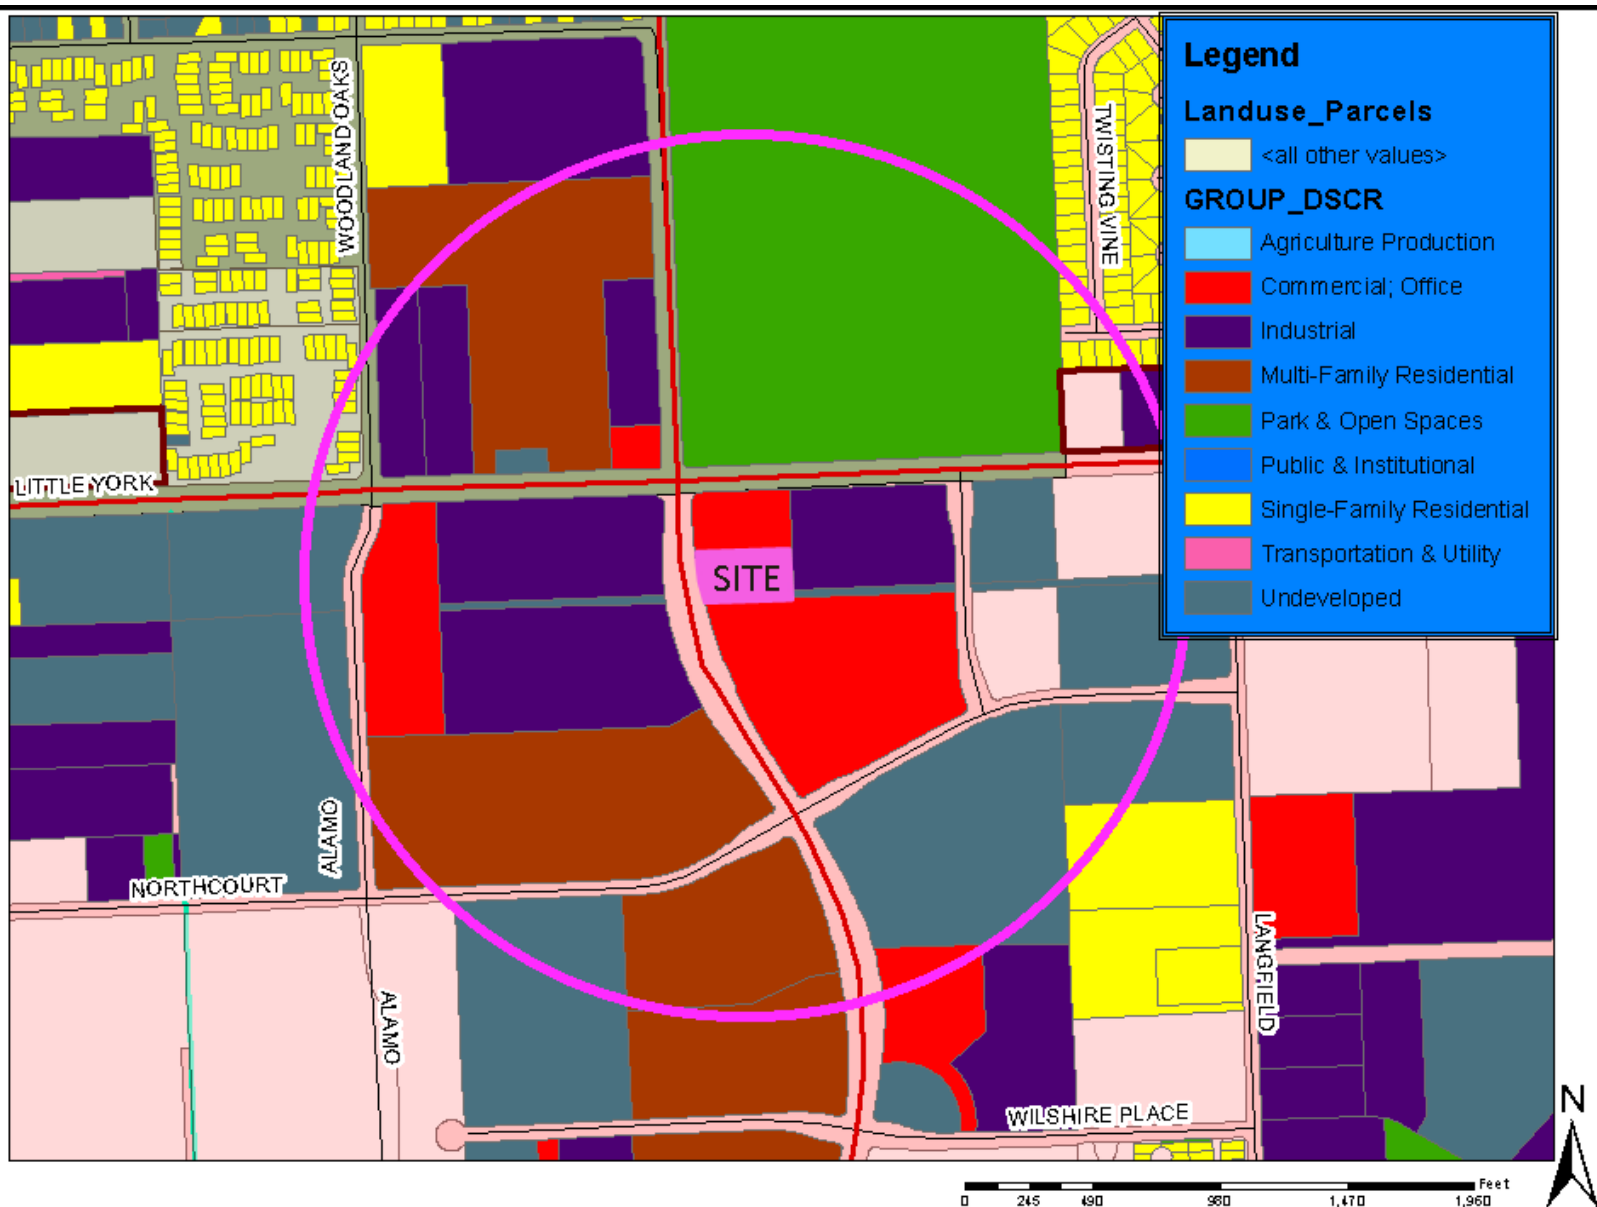 Legend
Landuse_Parcels
<all other values>
GROUP_DSCR
Agriculture Production
Commercial; Office
Industrial
Multi-Family Residential
Park & Open Spaces
Public & Institutional
Single-Family Residential
Transportation & Utility
Undeveloped
WOODLAND OAKS
TWISTING VINE
LITTLE YORK
SITE
ALAMO
NORTHCOURT
ALAMO
LANGFIELD
WILSHIRE PLACE
N
Feet
0 245 490 980 1,470 1,960